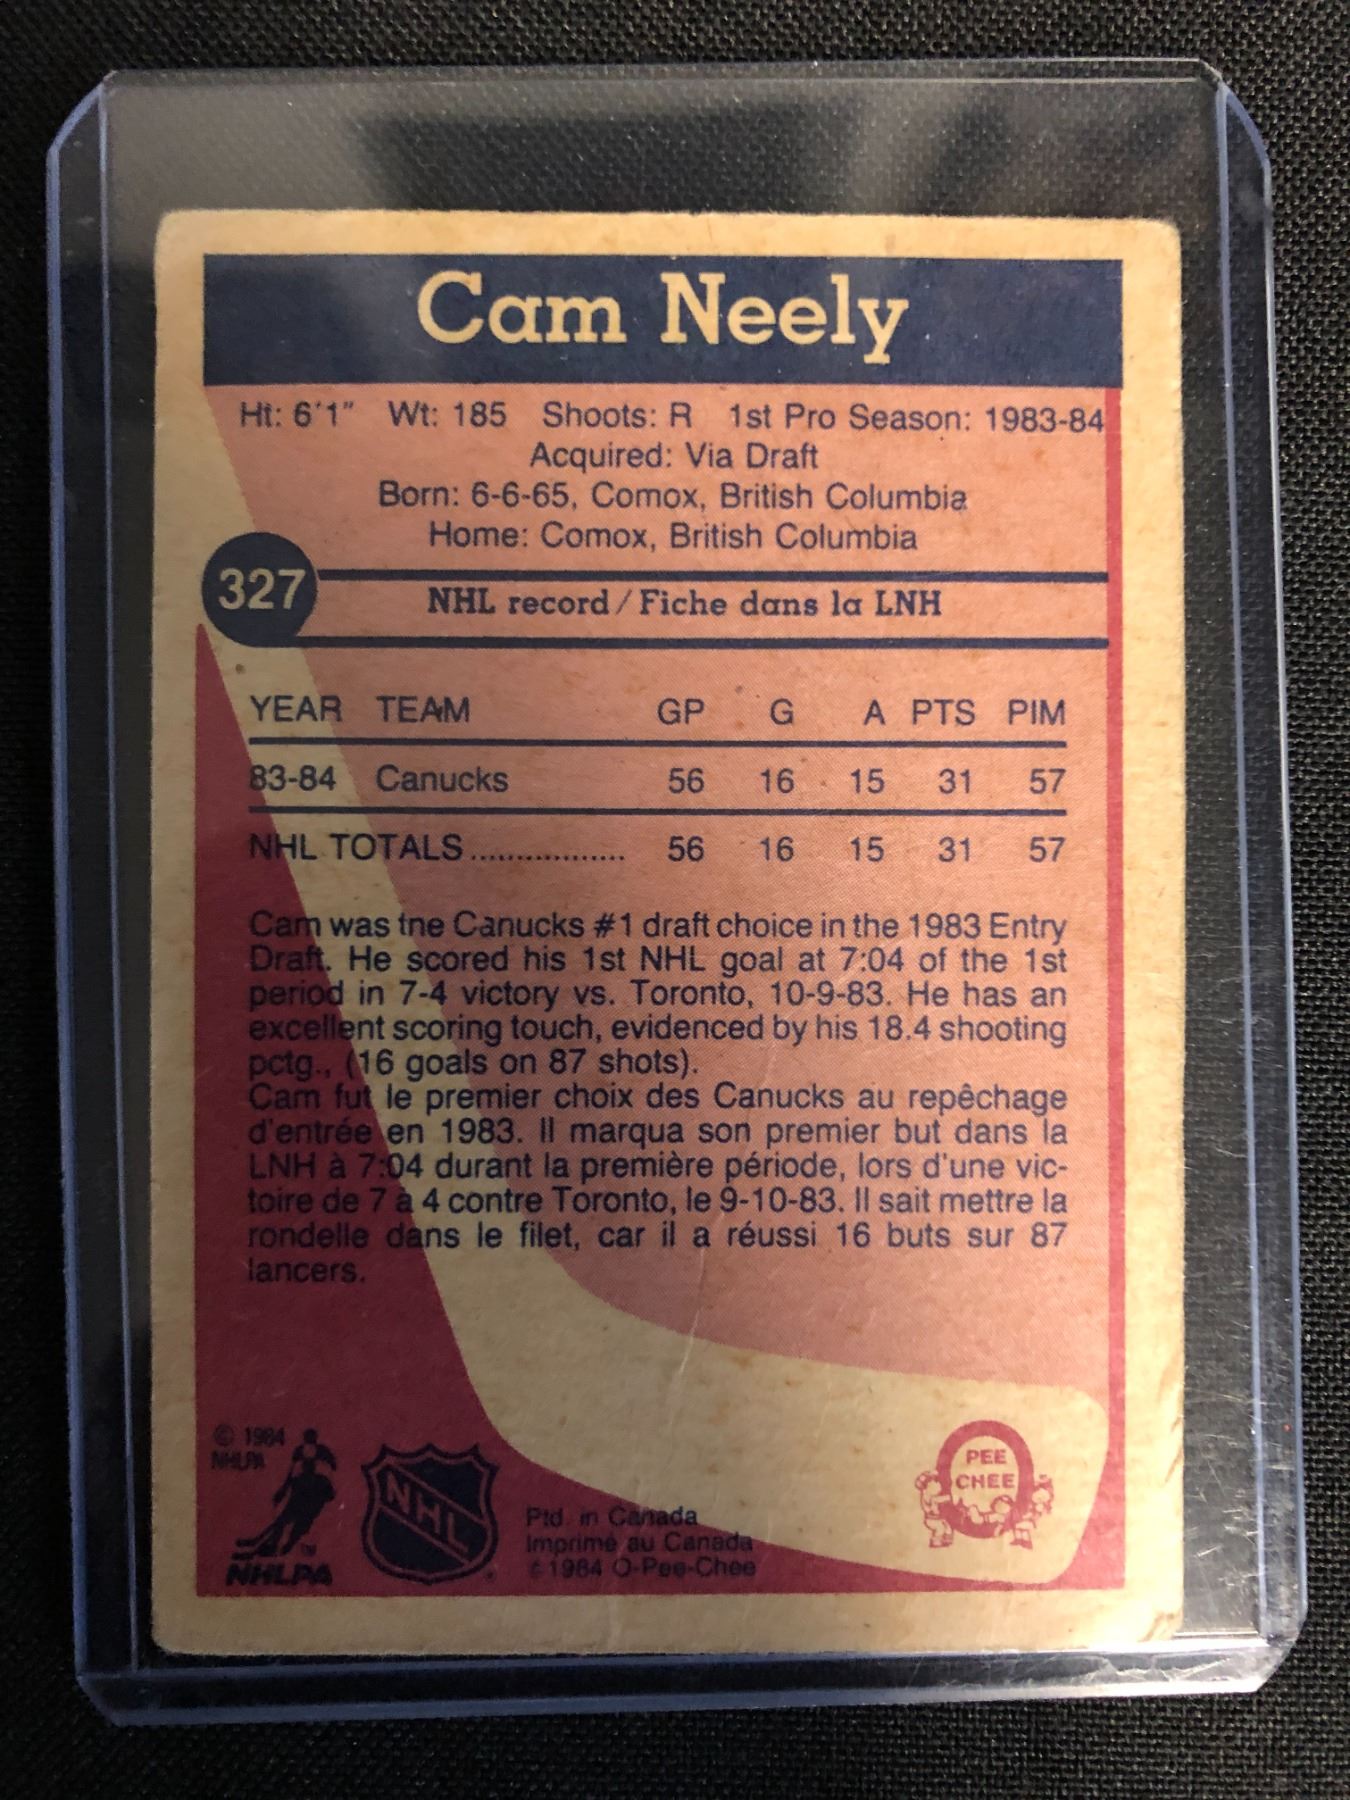 Cam Neely
Ht: 6'1" Wt: 185 Shoots: R 1st Pro Season: 1983-84
Acquired: Via Draft
Born: 6-6-65, Comox, British Columbia
Home: Comox, British Columbia
327
NHL record / Fiche dans la LNH
YEAR TEAM GP G A PTS PIM
83-84 Canucks 56 16 15 31 57
NHL TOTALS.................. 56 16 15 31 57
Cam was the Canucks #1 draft choice in the 1983 Entry
Draft. He scored his 1st NHL goal at 7:04 of the 1st
period in 7-4 victory vs. Toronto, 10-9-83. He has an
excellent scoring touch, evidenced by his 18.4 shooting
pctg., (16 goals on 87 shots).
Cam fut le premier choix des Canucks au repêchage
d'entrée en 1983. Il marqua son premier but dans la
LNH à 7:04 durant la première période, lors d'une vic-
toire de 7 à 4 contre Toronto, le 9-10-83. Il sait mettre la
rondelle dans le filet, car il a réussi 16 buts sur 87
lancers.
© 1984
NHLPA
TM
NHLPA
NHL
Ptd. in Canada
Imprimé au Canada
© 1984 O-Pee-Chee
PEE
CHEE